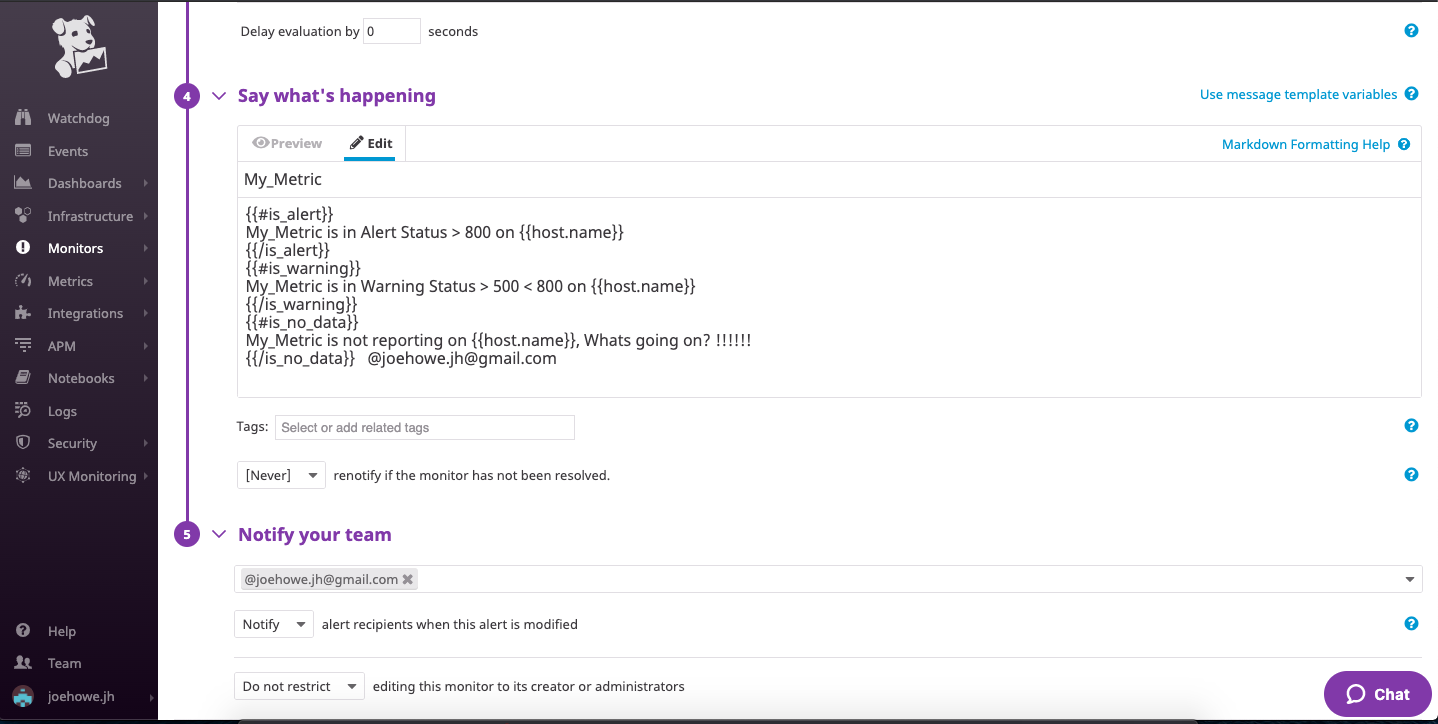 Delay evaluation by 0 seconds
4 Say what's happening
Use message template variables
Preview Edit
Markdown Formatting Help
My_Metric
{{#is_alert}}
My_Metric is in Alert Status > 800 on {{host.name}}
{{/is_alert}}
{{#is_warning}}
My_Metric is in Warning Status > 500 < 800 on {{host.name}}
{{/is_warning}}
{{#is_no_data}}
My_Metric is not reporting on {{host.name}}, Whats going on? !!!!!!
{{/is_no_data}}   @joehowe.jh@gmail.com
Tags: Select or add related tags
[Never] renotify if the monitor has not been resolved.
5 Notify your team
@joehowe.jh@gmail.com
Notify alert recipients when this alert is modified
Do not restrict editing this monitor to its creator or administrators
Chat
Watchdog
Events
Dashboards
Infrastructure
Monitors
Metrics
Integrations
APM
Notebooks
Logs
Security
UX Monitoring
Help
Team
joehowe.jh